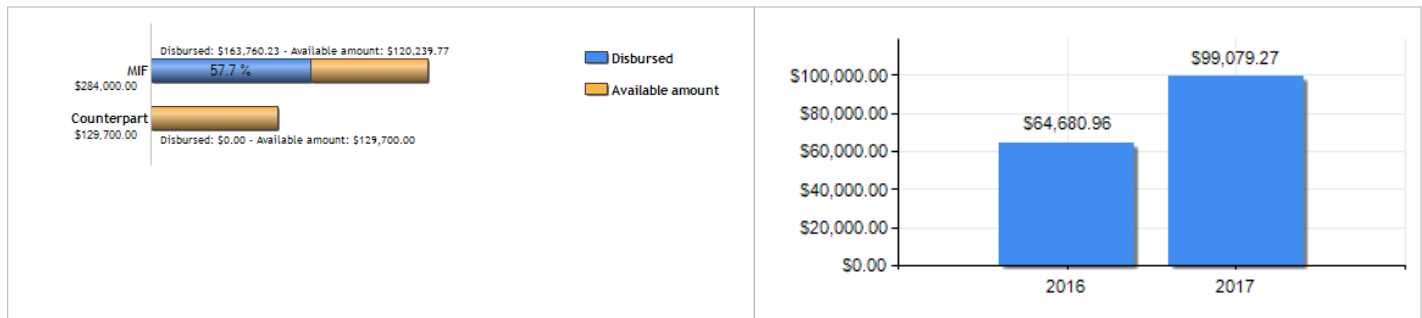 Disbursed: $163,760.23 - Available amount: $120,239.77
MIF
57.7 %
$284,000.00
Counterpart
$129,700.00
Disbursed: $0.00 - Available amount: $129,700.00
Disbursed
Available amount
$99,079.27
$100,000.00
$80,000.00
$64,680.96
$60,000.00
$40,000.00
$20,000.00
$0.00
2016
2017